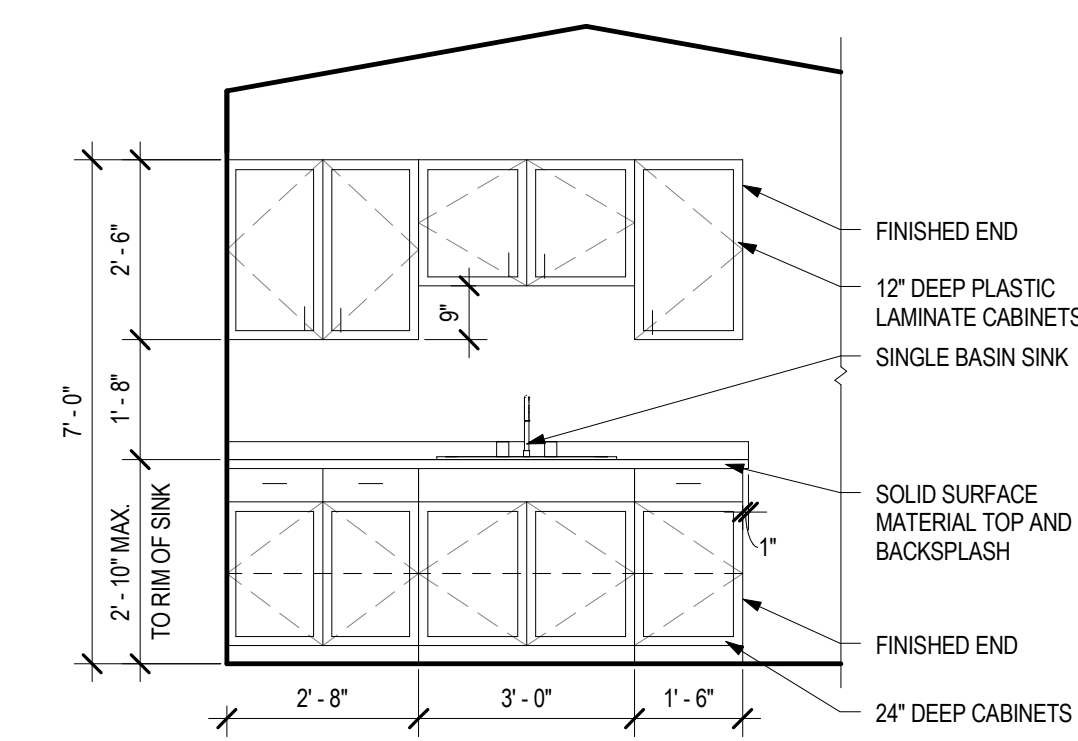 2' - 6"
9"
1' - 8"
7' - 0"
2' - 10" MAX.
TO RIM OF SINK
FINISHED END
12" DEEP PLASTIC
LAMINATE CABINETS
SINGLE BASIN SINK
SOLID SURFACE
MATERIAL TOP AND
BACKSPLASH
1"
FINISHED END
24" DEEP CABINETS
2' - 8"
3' - 0"
1' - 6"